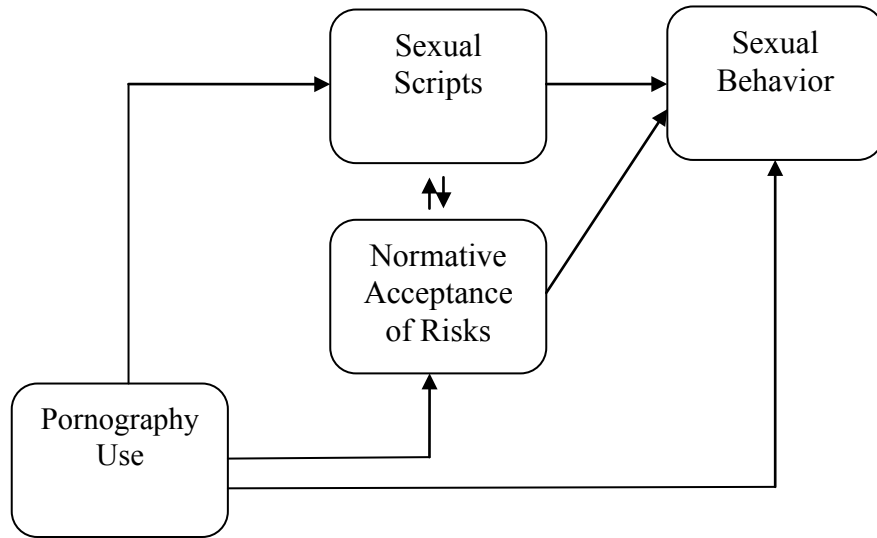 Sexual
Scripts
Sexual
Behavior
Normative
Acceptance
of Risks
Pornography
Use